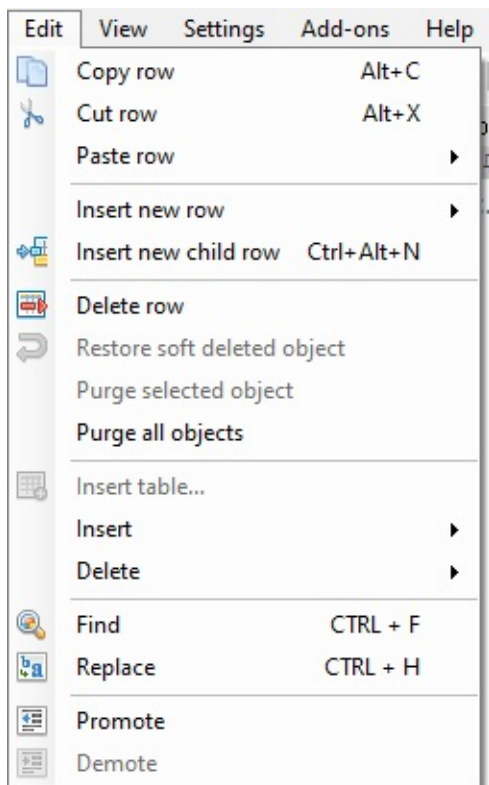 Edit View Settings Add-ons Help
Copy row Alt+C
Cut row Alt+X
Paste row
Insert new row
Insert new child row Ctrl+Alt+N
Delete row
Restore soft deleted object
Purge selected object
Purge all objects
Insert table...
Insert
Delete
Find CTRL + F
Replace CTRL + H
Promote
Demote